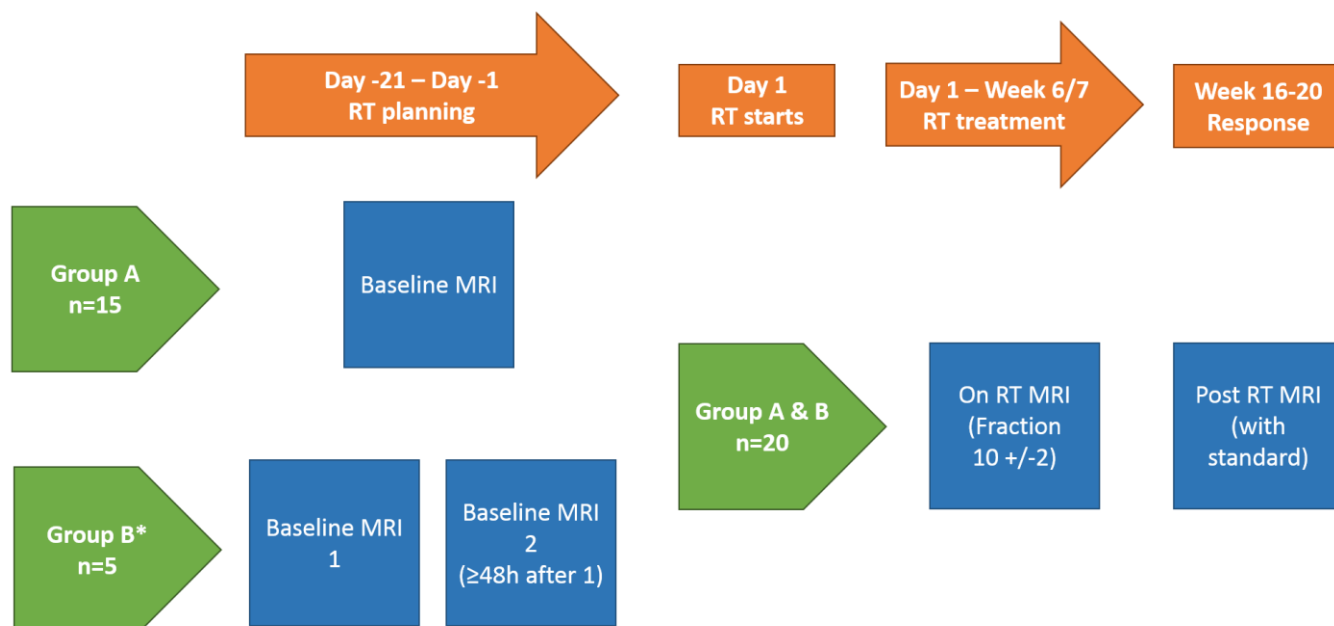 Day -21 – Day -1
RT planning
Day 1
RT starts
Day 1 – Week 6/7
RT treatment
Week 16-20
Response
Group A
n=15
Baseline MRI
Group A & B
n=20
On RT MRI
(Fraction
10 +/-2)
Post RT MRI
(with
standard)
Group B*
n=5
Baseline MRI
1
Baseline MRI
2
(≥48h after 1)